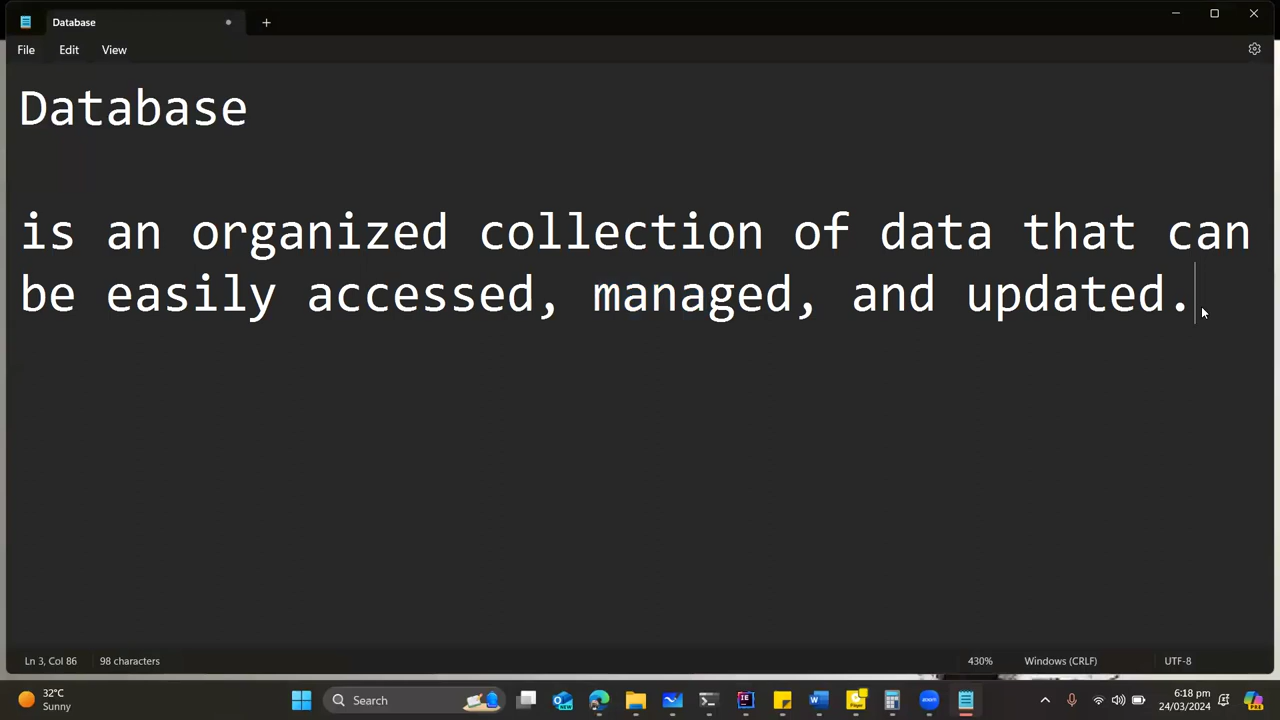 Database
File Edit View
Database
is an organized collection of data that can
be easily accessed, managed, and updated.
Ln 3, Col 86 98 characters 430% Windows (CRLF) UTF-8
32°C
Sunny
Search
6:18 pm
24/03/2024